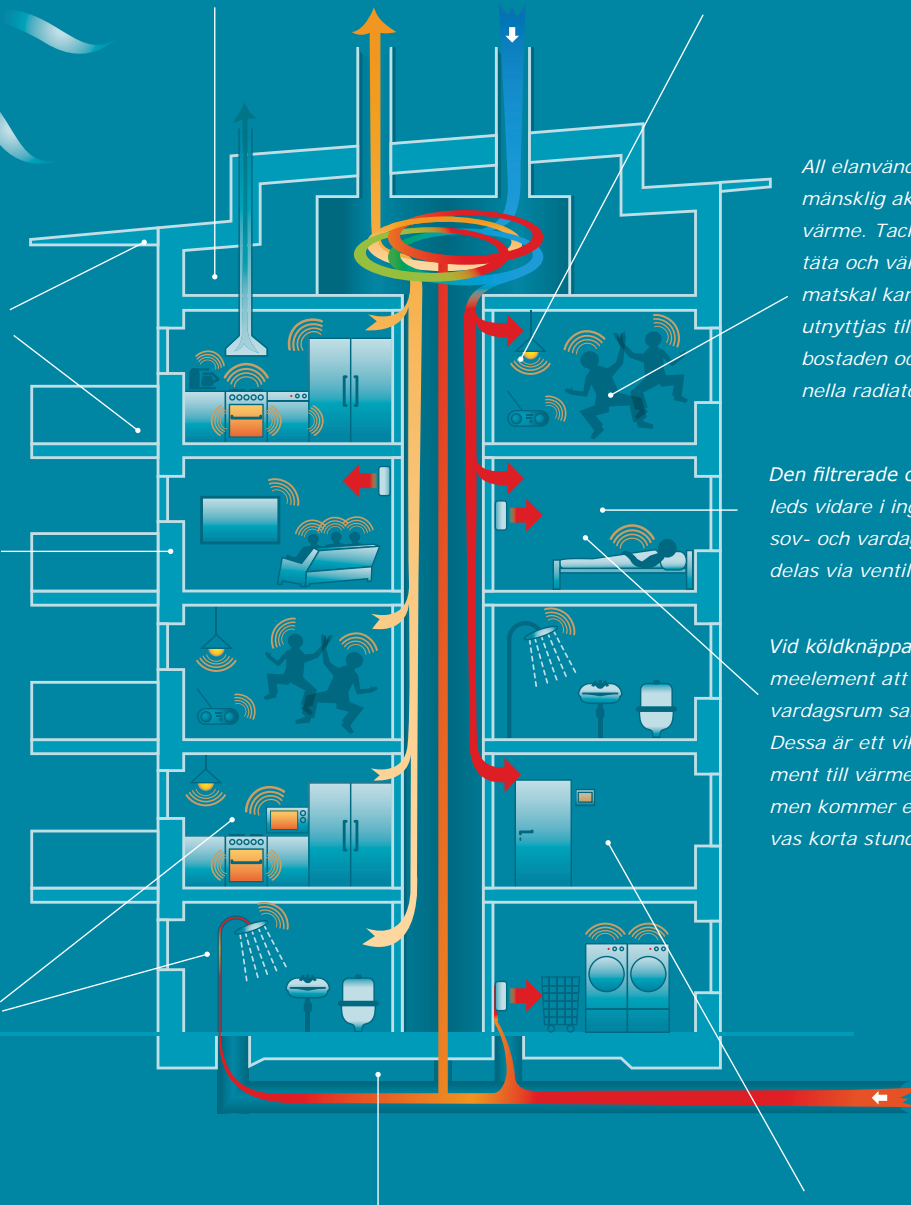 All elanvänd
mänsklig ak
värme. Tack
täta och väl
matskal kan
utnyttjas til
bostaden oc
nella radiato
Den filtrerade o
leds vidare i ing
sov- och vardag
delas via ventil
Vid köldknäppa
meelement att
vardagsrum sa
Dessa är ett vik
ment till värme
men kommer e
vas korta stund